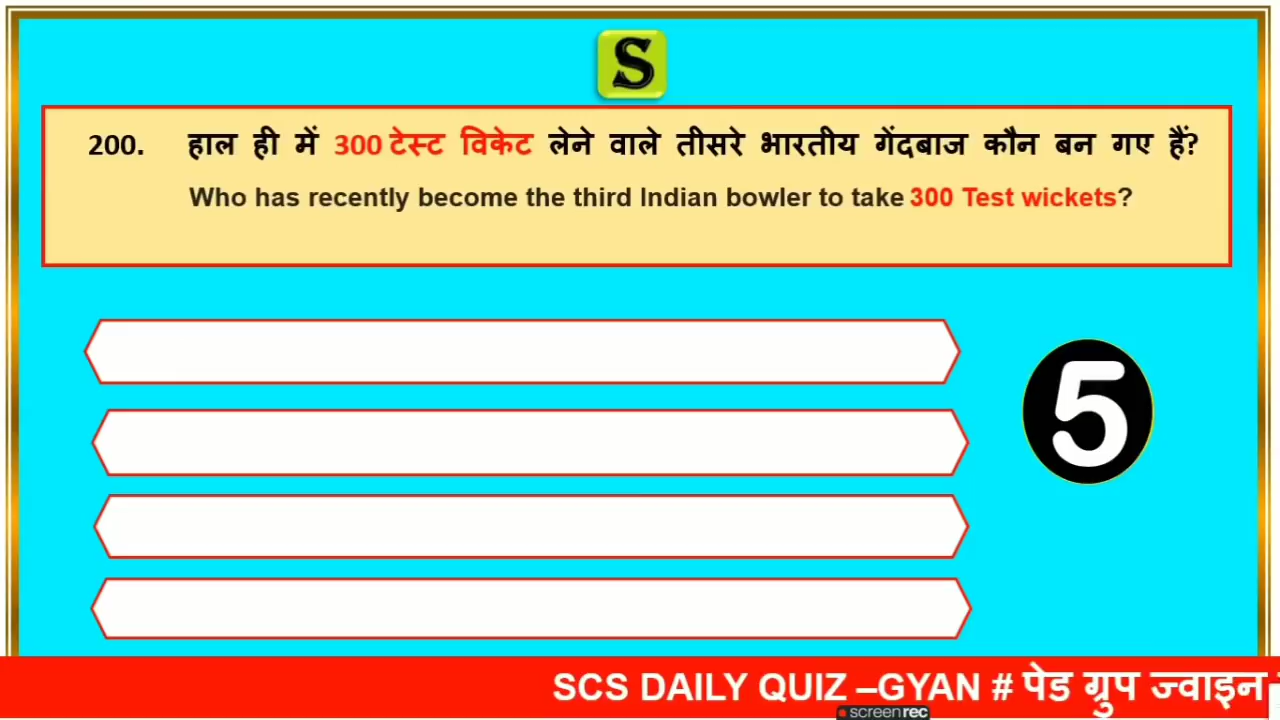 S
200. हाल ही में 300 टेस्ट विकेट लेने वाले तीसरे भारतीय गेंदबाज कौन बन गए हैं?
Who has recently become the third Indian bowler to take 300 Test wickets?
5
SCS DAILY QUIZ –GYAN # पेड ग्रुप ज्वाइन
screenrec